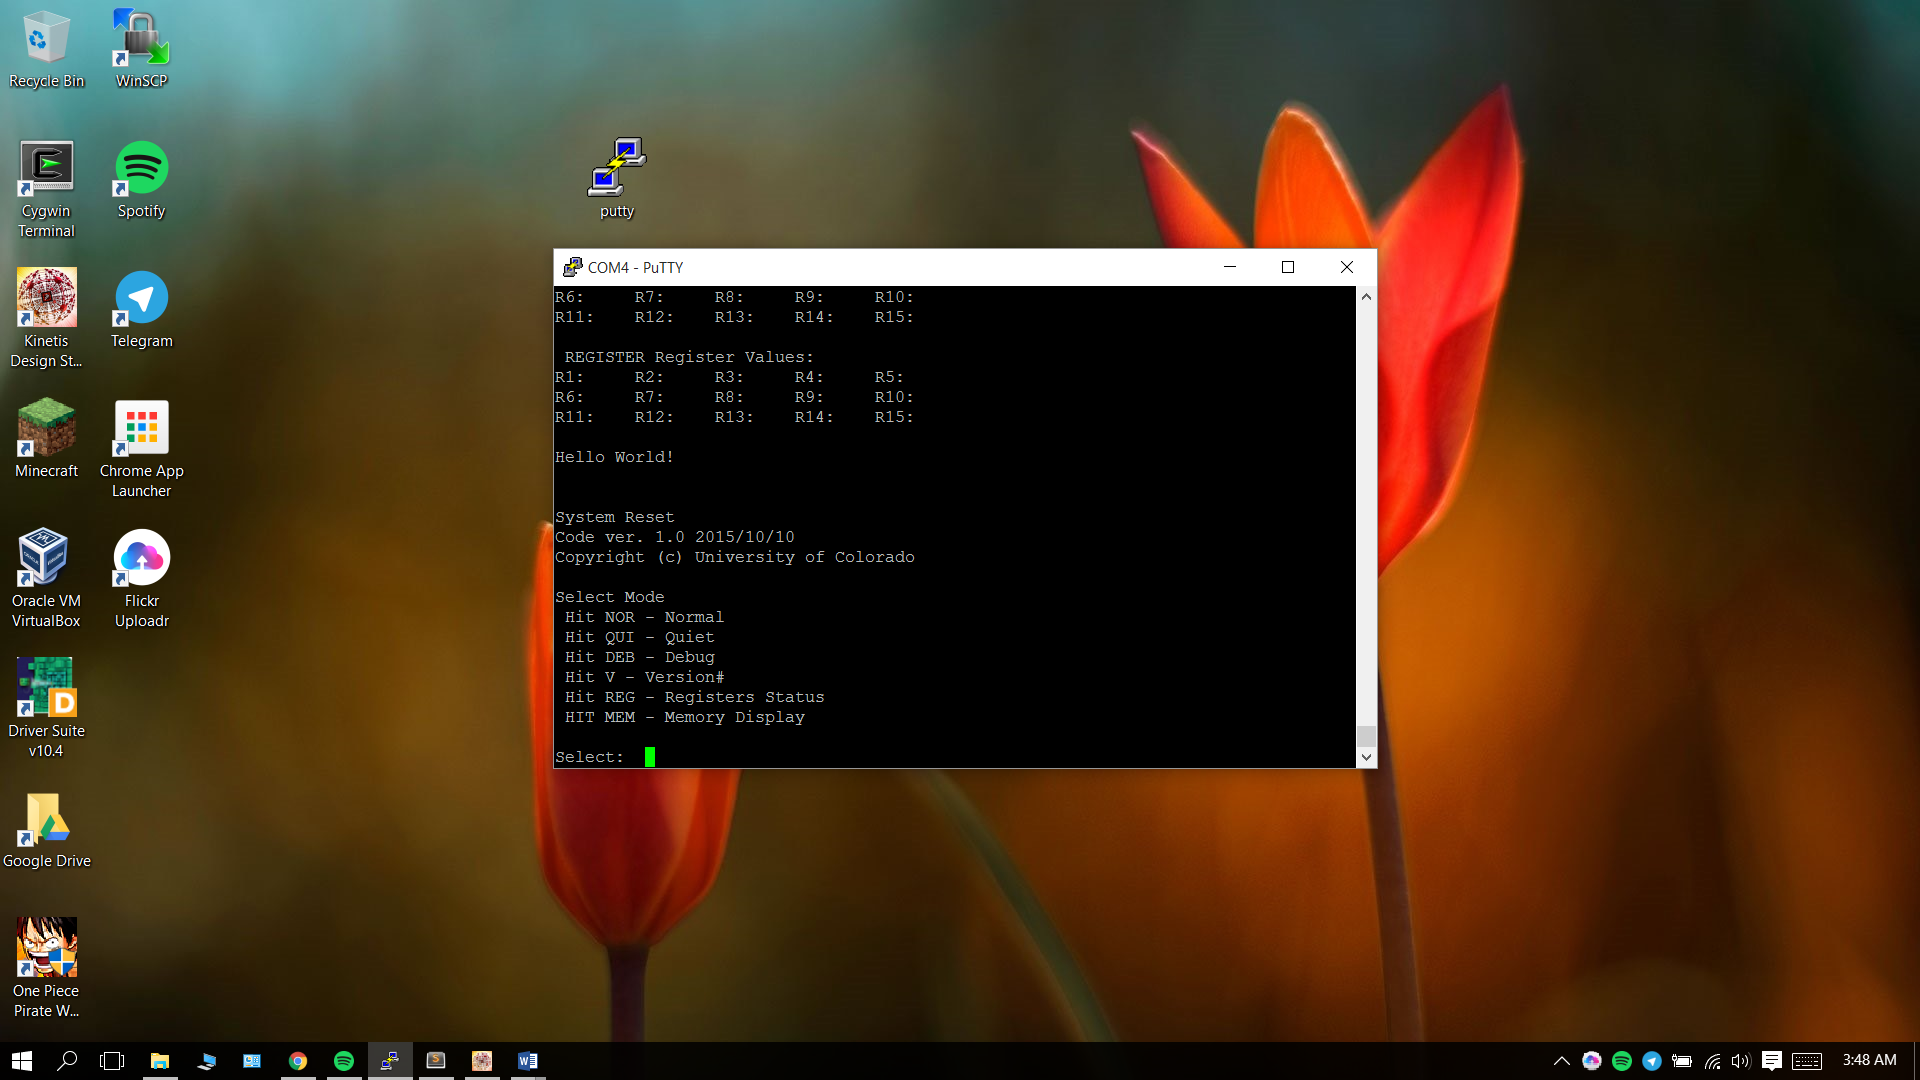 Recycle Bin
WinSCP
Cygwin
Terminal
Spotify
putty
Kinetis
Design St...
Telegram
Minecraft
Chrome App
Launcher
Oracle VM
VirtualBox
Flickr
Uploadr
Driver Suite
v10.4
Google Drive
One Piece
Pirate W...
COM4 - PuTTY
R6: R7: R8: R9: R10:
R11: R12: R13: R14: R15:
REGISTER Register Values:
R1: R2: R3: R4: R5:
R6: R7: R8: R9: R10:
R11: R12: R13: R14: R15:
Hello World!
System Reset
Code ver. 1.0 2015/10/10
Copyright (c) University of Colorado
Select Mode
Hit NOR - Normal
Hit QUI - Quiet
Hit DEB - Debug
Hit V - Version#
Hit REG - Registers Status
HIT MEM - Memory Display
Select:
3:48 AM